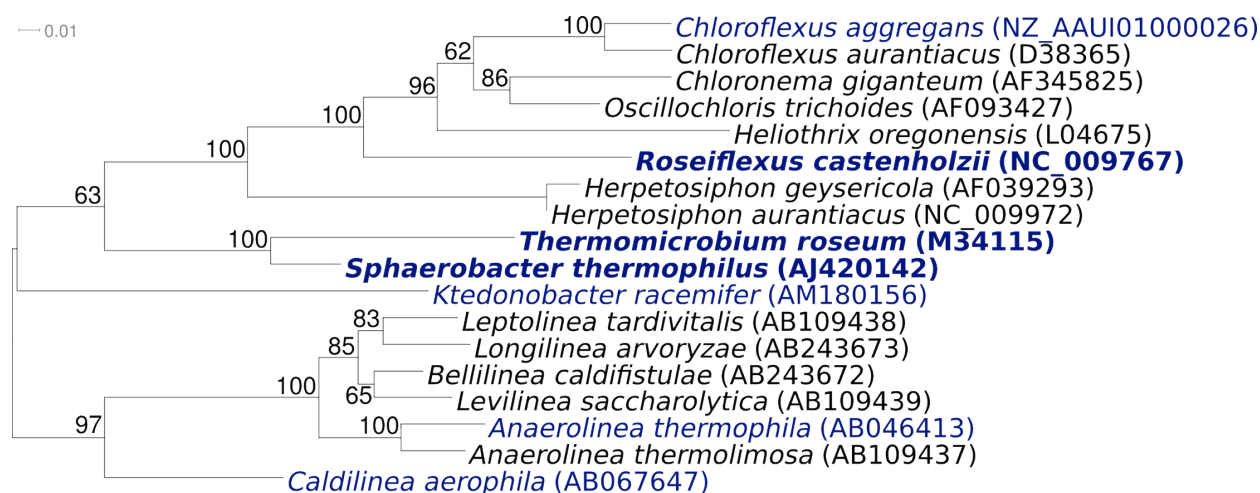 0.01
100
Chloroflexus aggregans (NZ_AAUI01000026)
Chloroflexus aurantiacus (D38365)
62
86
Chloronema giganteum (AF345825)
96
Oscillochloris trichoides (AF093427)
100
Heliothrix oregonensis (L04675)
100
Roseiflexus castenholzii (NC_009767)
63
Herpetosiphon geysericola (AF039293)
Herpetosiphon aurantiacus (NC_009972)
100
Thermomicrobium roseum (M34115)
Sphaerobacter thermophilus (AJ420142)
Ktedonobacter racemifer (AM180156)
83
Leptolinea tardivitalis (AB109438)
85
Longilinea arvoryzae (AB243673)
100
Bellilinea caldifistulae (AB243672)
65
Levilinea saccharolytica (AB109439)
97
100
Anaerolinea thermophila (AB046413)
Anaerolinea thermolimosa (AB109437)
Caldilinea aerophila (AB067647)